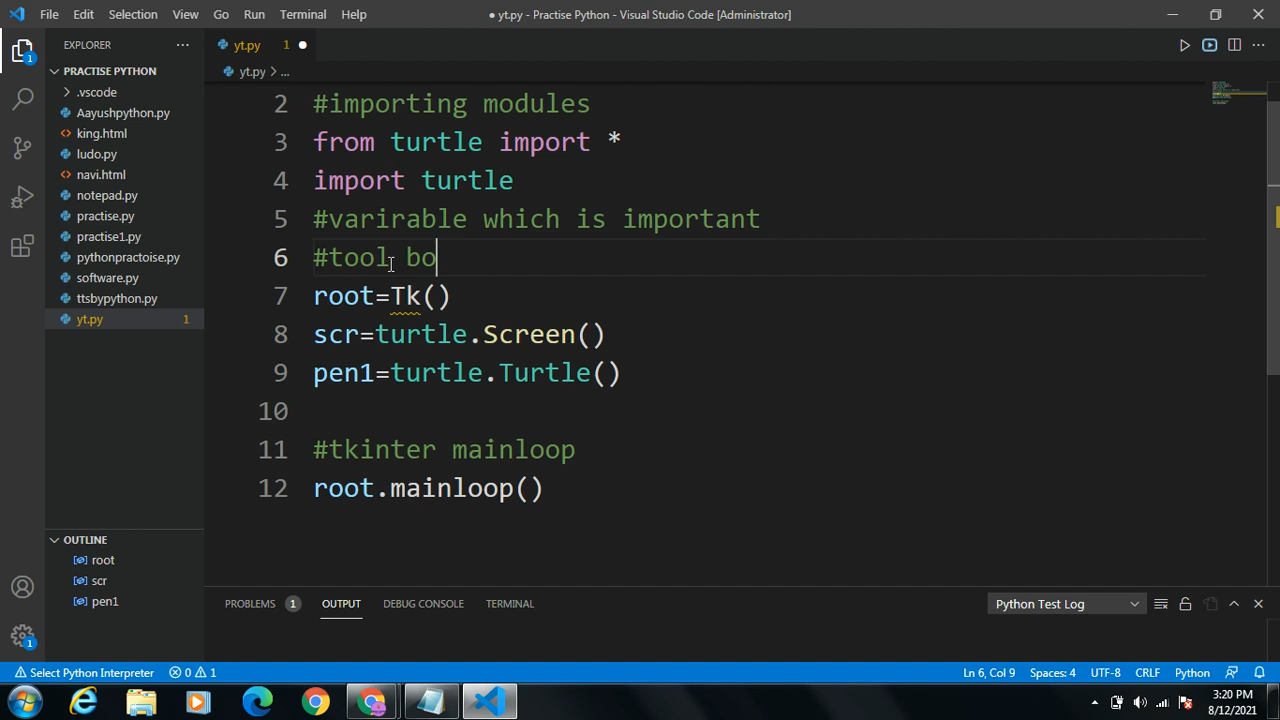 File Edit Selection View Go Run Terminal Help
● yt.py - Practise Python - Visual Studio Code [Administrator]
EXPLORER
yt.py 1
PRACTISE PYTHON
yt.py > ...
.vscode
Aayushpython.py
king.html
ludo.py
navi.html
notepad.py
practise.py
practise1.py
pythonpractoise.py
software.py
ttsbypython.py
yt.py 1
2 #importing modules
3 from turtle import *
4 import turtle
5 #varirable which is important
6 #tool bo
7 root=Tk()
8 scr=turtle.Screen()
9 pen1=turtle.Turtle()
10
11 #tkinter mainloop
12 root.mainloop()
OUTLINE
root
scr
pen1
PROBLEMS 1 OUTPUT DEBUG CONSOLE TERMINAL
Python Test Log
1
1
Select Python Interpreter 0 1
Ln 6, Col 9 Spaces: 4 UTF-8 CRLF Python
3:20 PM
8/12/2021